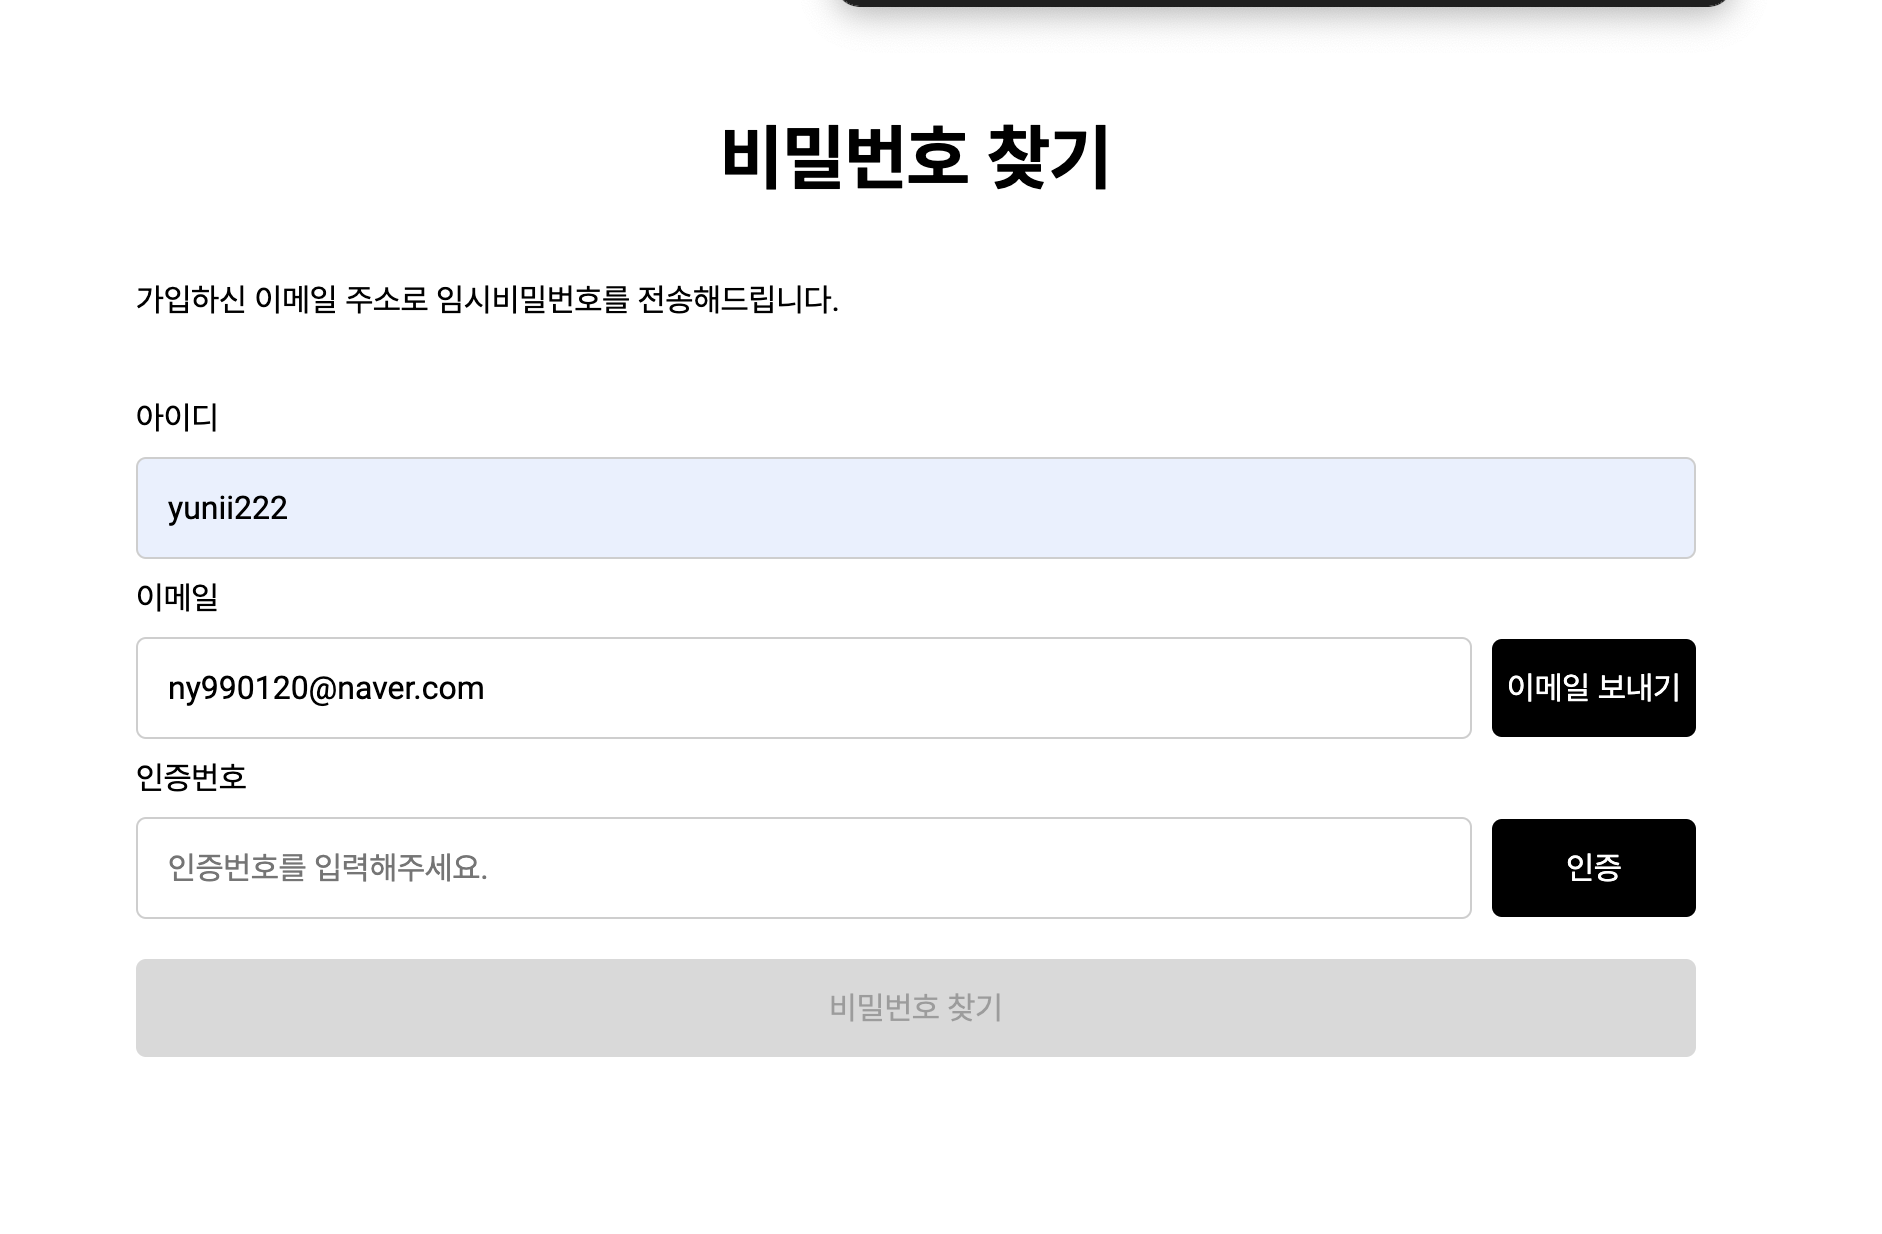 비밀번호 찾기
가입하신 이메일 주소로 임시비밀번호를 전송해드립니다.
아이디
yunii222
이메일
ny990120@naver.com
이메일 보내기
인증번호
인증번호를 입력해주세요.
인증
비밀번호 찾기